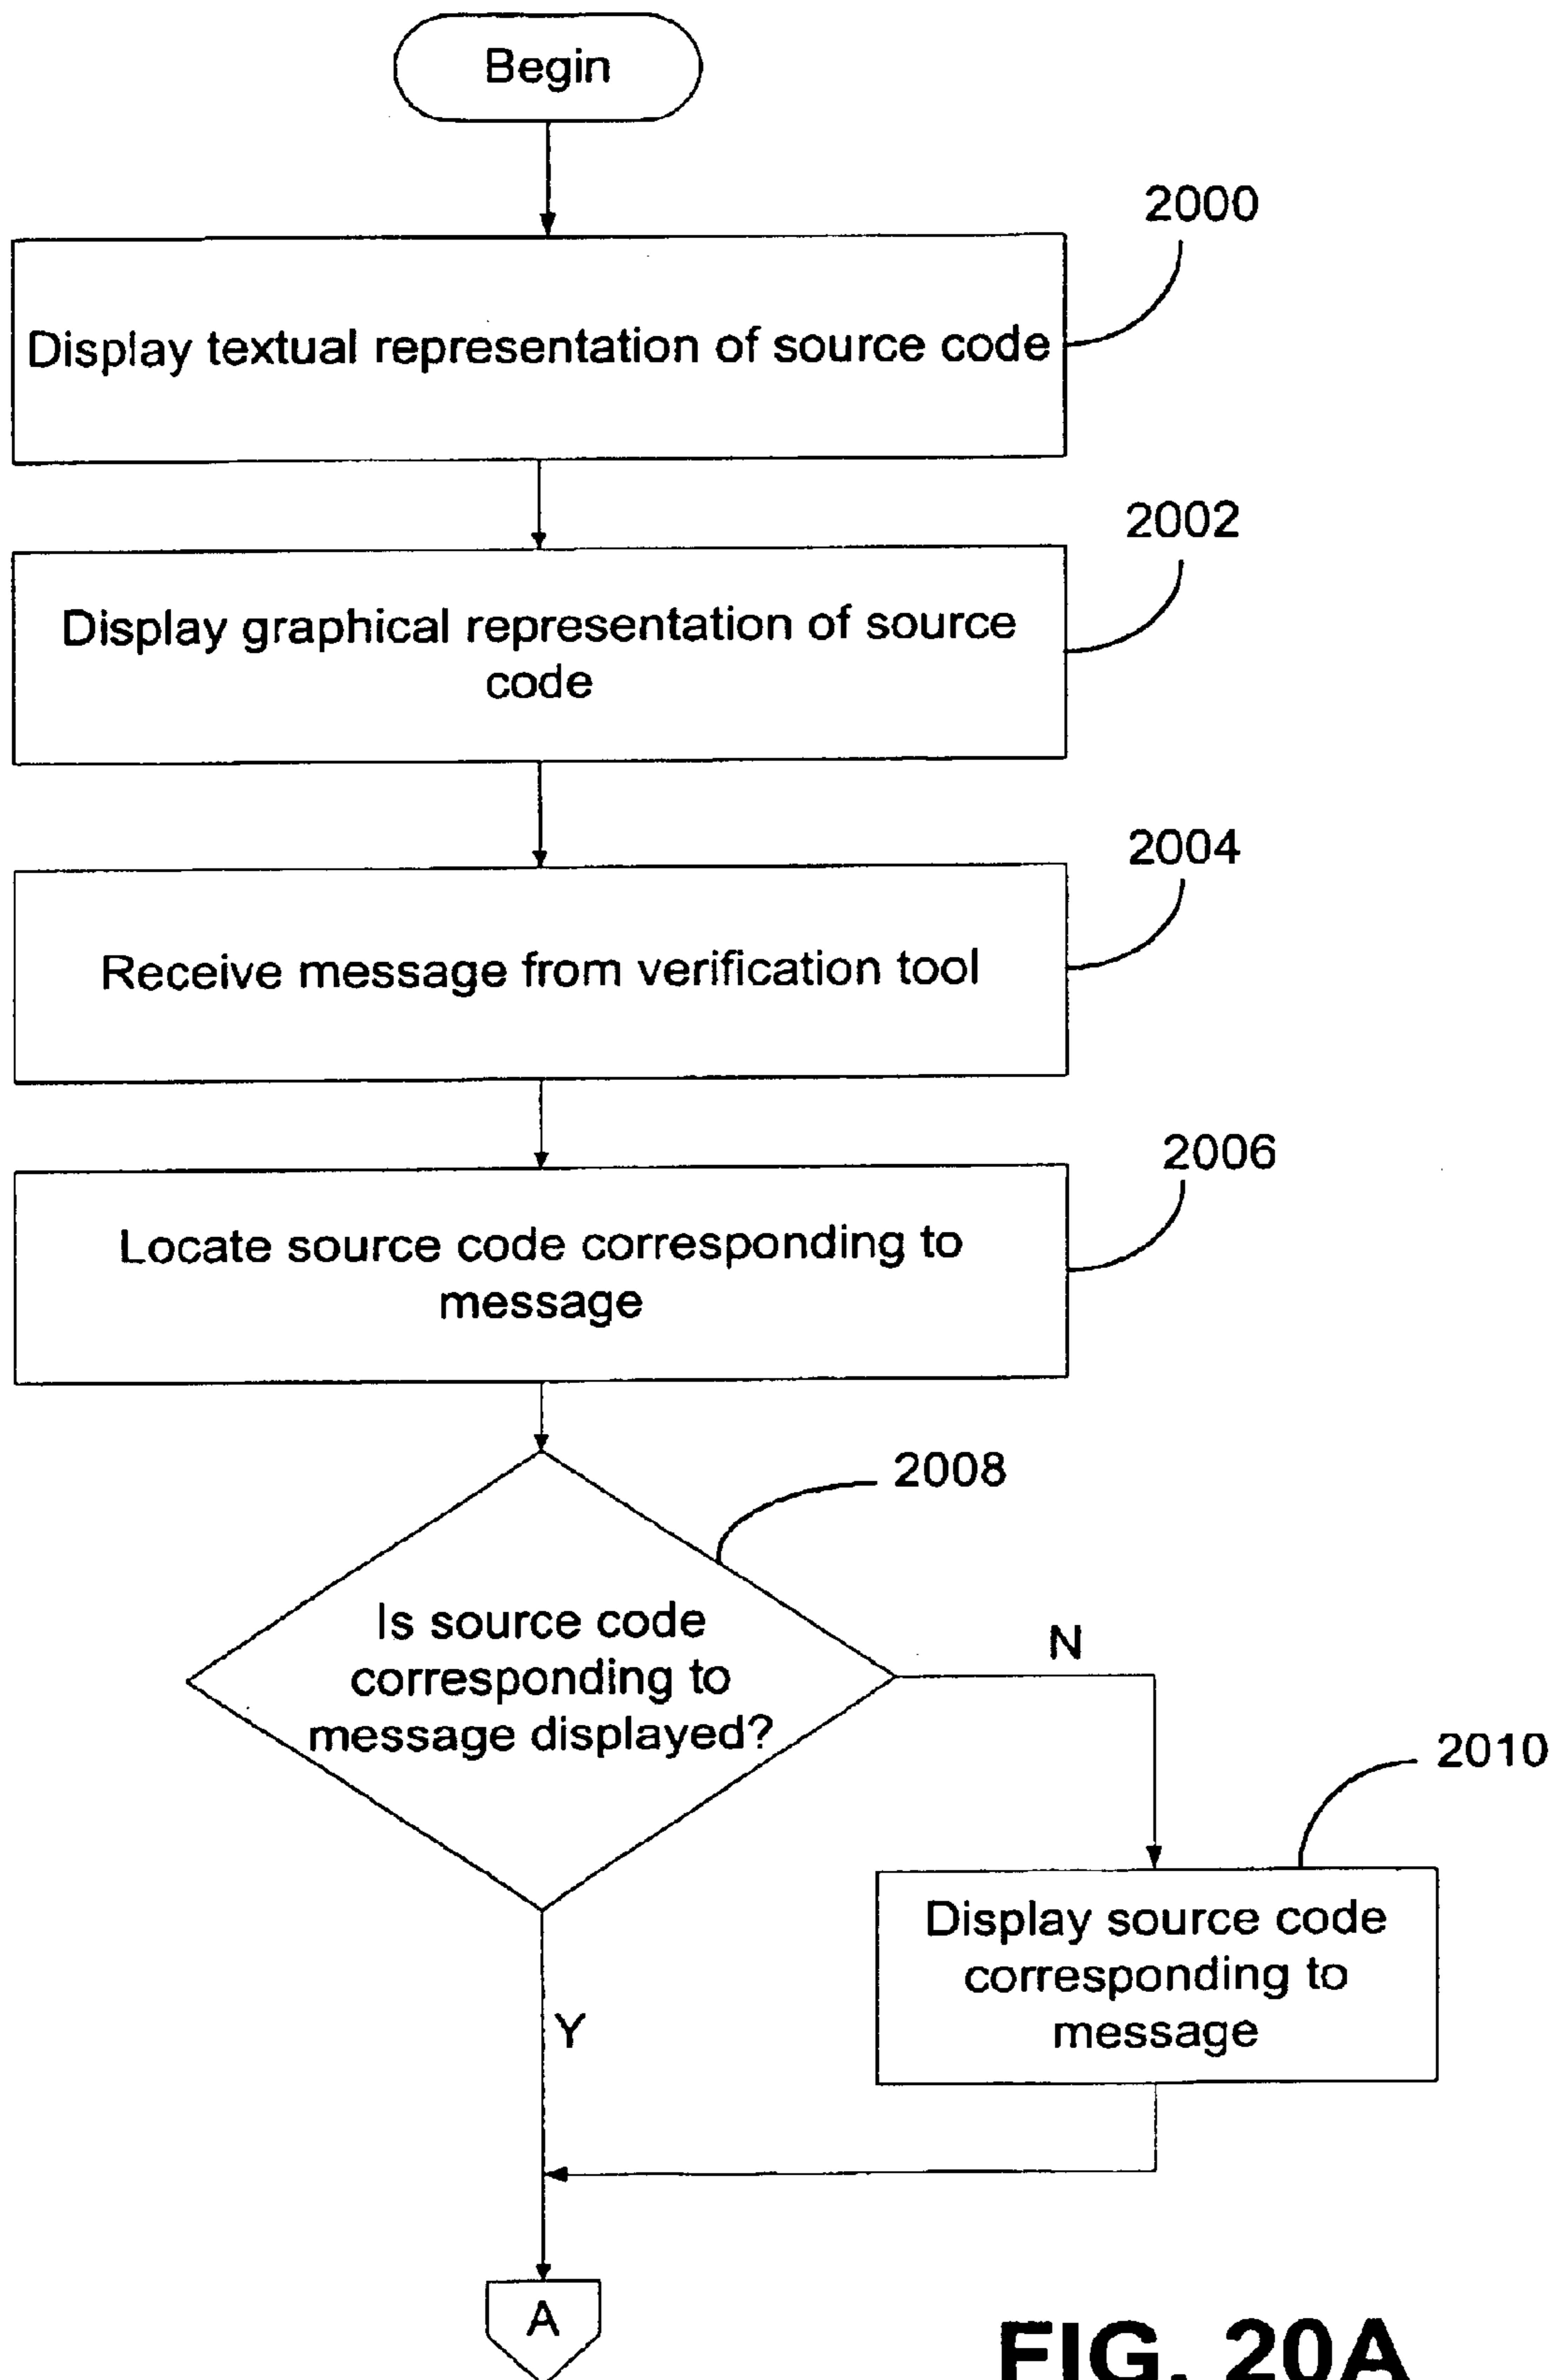 Begin
2000
Display textual representation of source code
2002
Display graphical representation of source
code
2004
Receive message from verification tool
2006
Locate source code corresponding to
message
2008
Is source code
corresponding to
message displayed?
N
2010
Display source code
corresponding to
message
Y
A
FIG. 20A